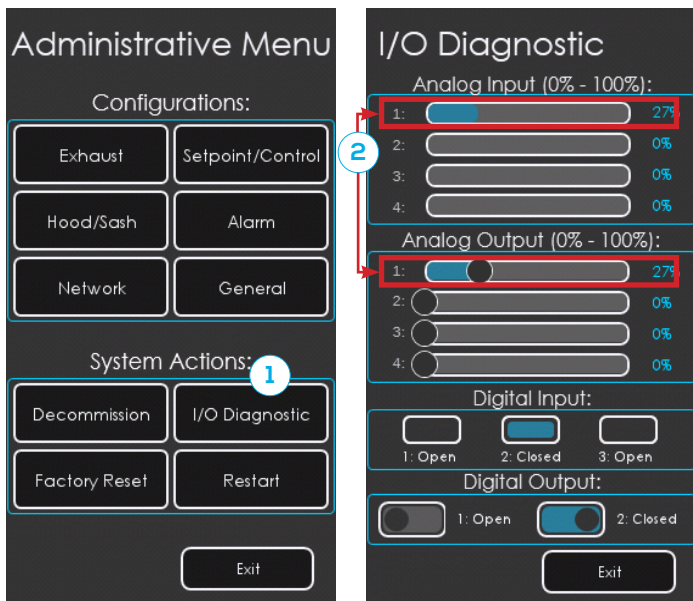 Administrative Menu
Configurations:
Exhaust
Setpoint/Control
Hood/Sash
Alarm
Network
General
System Actions:
1
Decommission
I/O Diagnostic
Factory Reset
Restart
Exit
2
I/O Diagnostic
Analog Input (0% - 100%):
1: 27%
2: 0%
3: 0%
4: 0%
Analog Output (0% - 100%):
1: 27%
2: 0%
3: 0%
4: 0%
Digital Input:
1: Open 2: Closed 3: Open
Digital Output:
1: Open 2: Closed
Exit